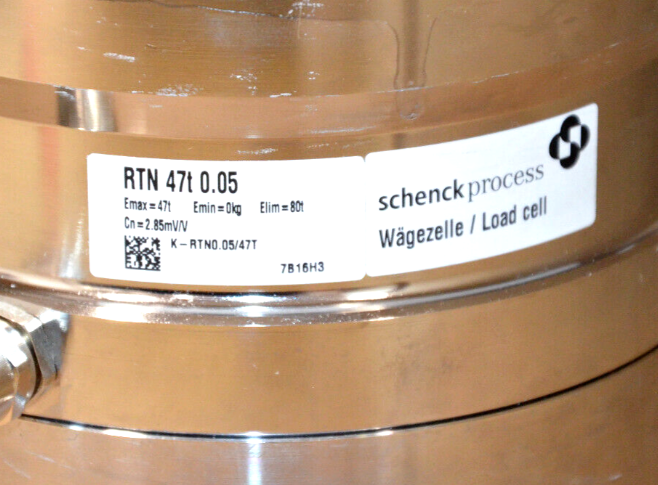 RTN 47t 0.05
Emax=47t Emin=0kg Elim=80t
Cn=2.85mV/V
K-RTN0.05/47T
7B16H3
schenck process
Wägezelle / Load cell